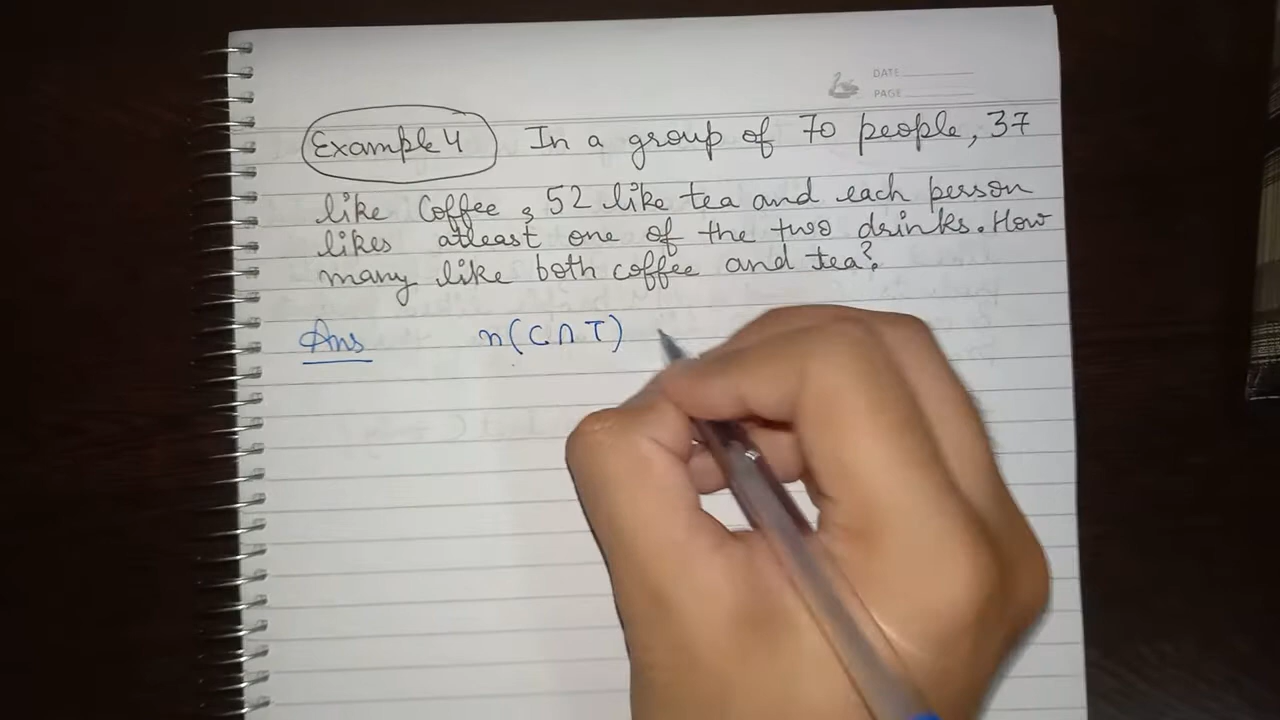 DATE
PAGE
Example 4 In a group of 70 people, 37
like Coffee, 52 like tea and each person
likes atleast one of the two drinks. How
many like both coffee and tea?
Ans n(C∩T)